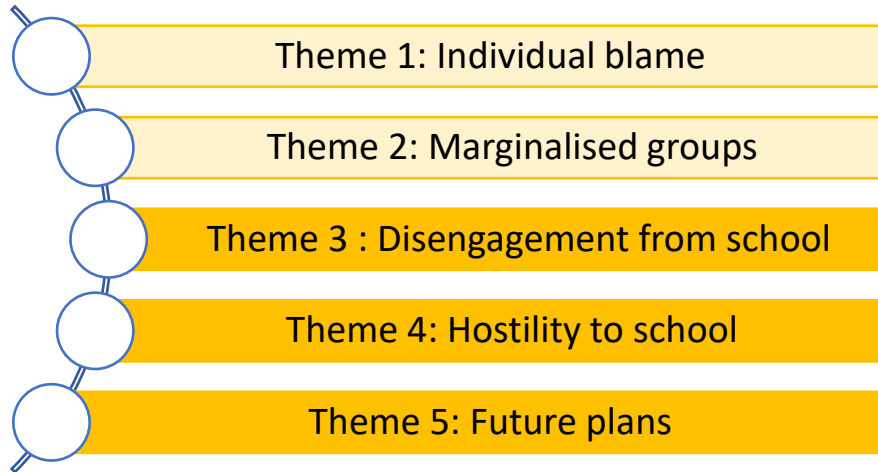 Theme 1: Individual blame
Theme 2: Marginalised groups
Theme 3 : Disengagement from school
Theme 4: Hostility to school
Theme 5: Future plans